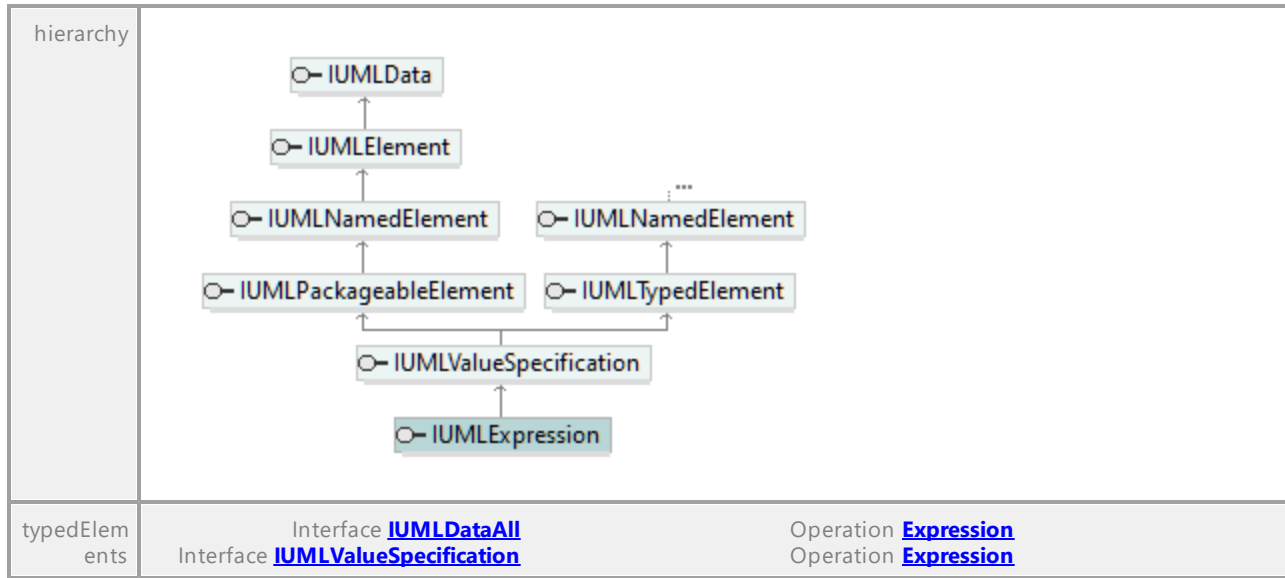 hierarchy
IUMLData
IUMLElement
...
IUMLNamedElement IUMLNamedElement
IUMLPackageableElement IUMLTypedElement
IUMLValueSpecification
IUMLExpression
typedElem
ents
Interface IUMLDataAll Operation Expression
Interface IUMLValueSpecification Operation Expression